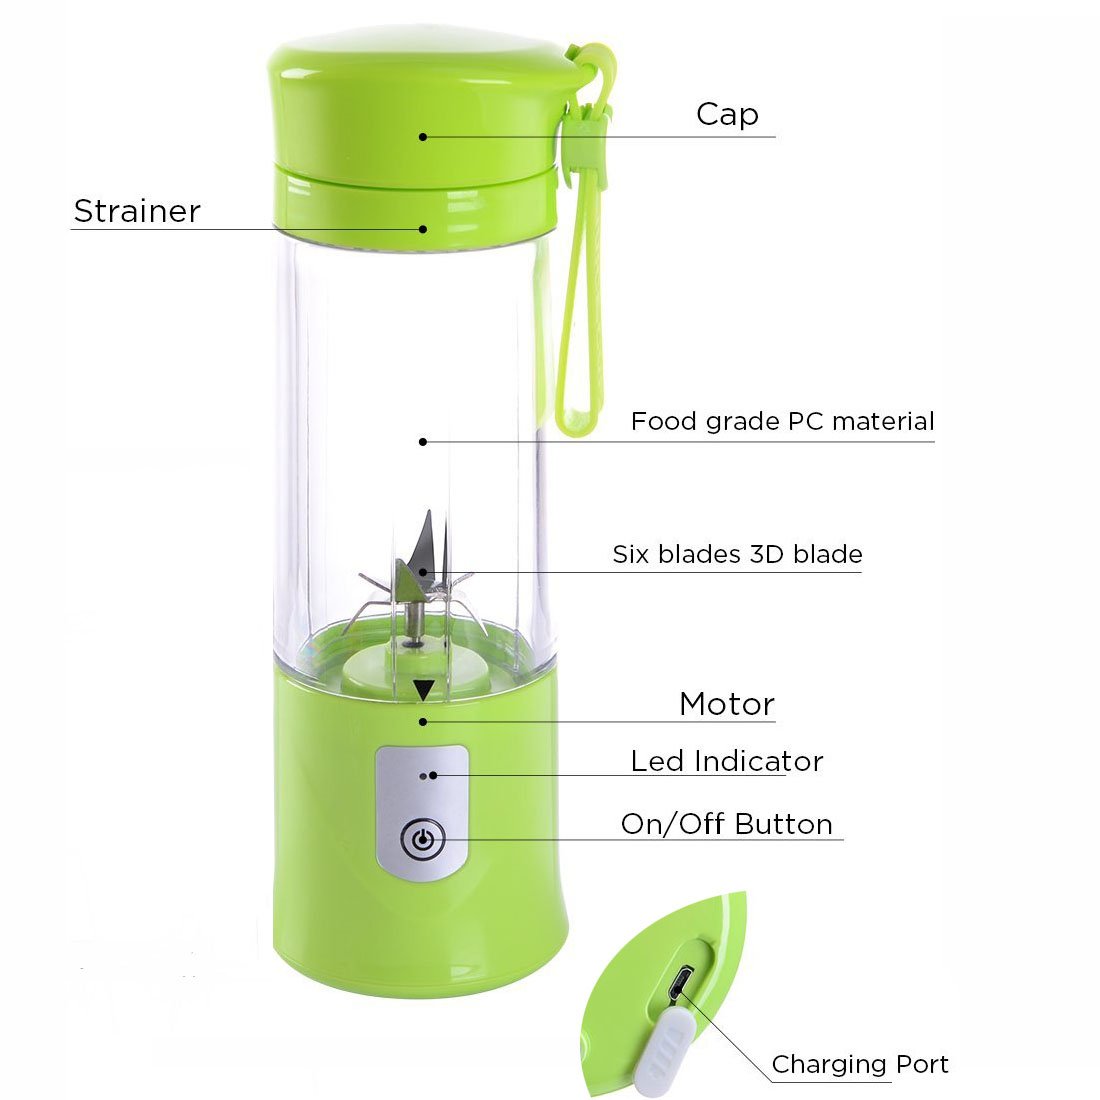 Cap
Strainer
Food grade PC material
Six blades 3D blade
Motor
Led Indicator
On/Off Button
Charging Port